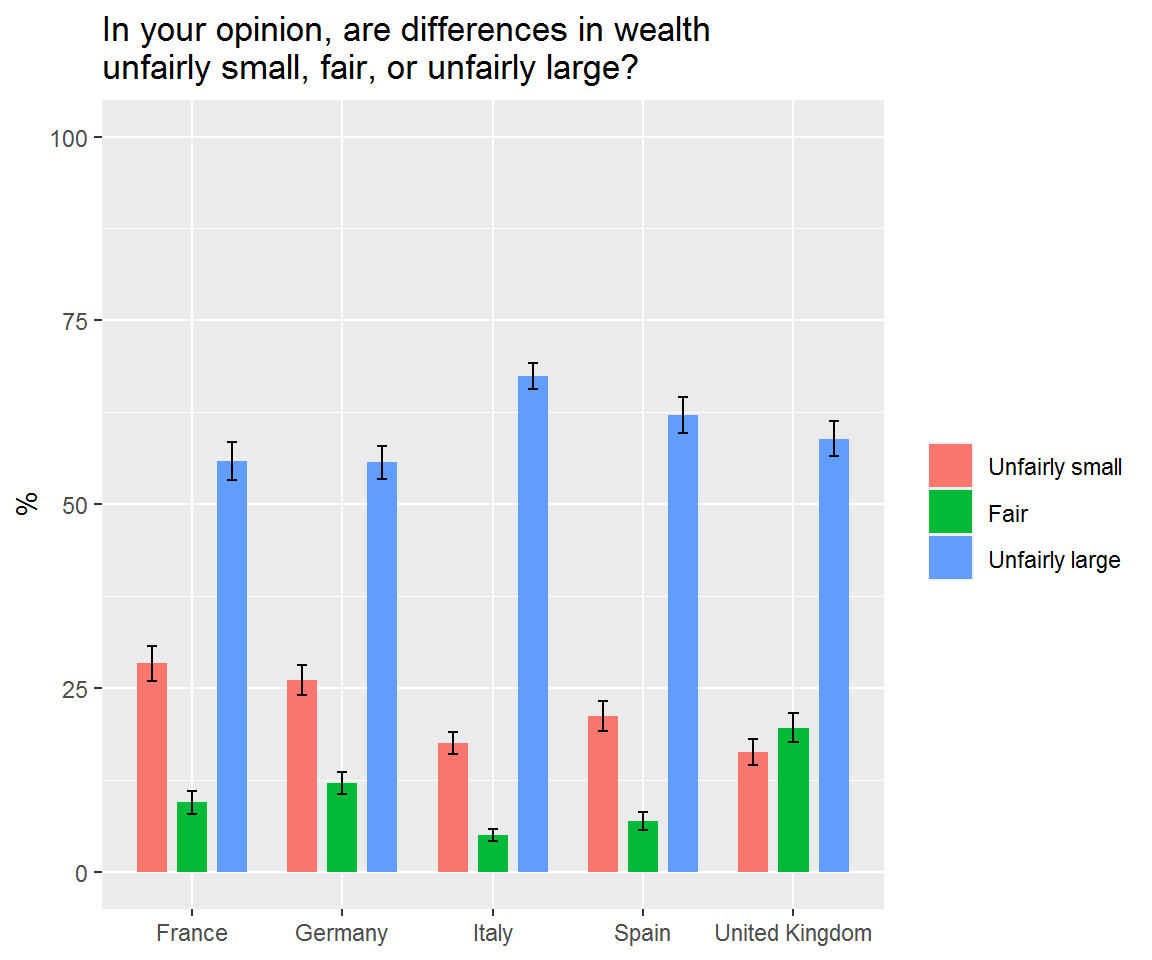 In your opinion, are differences in wealth
unfairly small, fair, or unfairly large?
100
75
50
25
0
%
France
Germany
Italy
Spain
United Kingdom
Unfairly small
Fair
Unfairly large